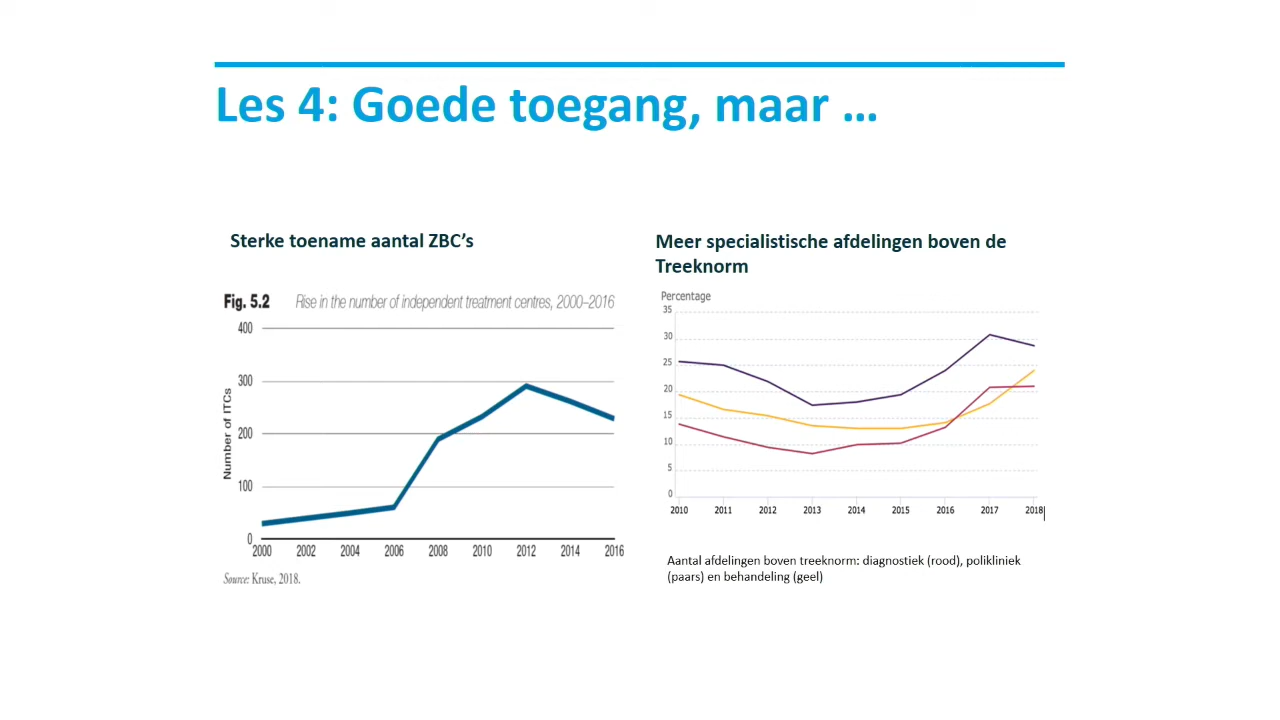 Les 4: Goede toegang, maar ...
Sterke toename aantal ZBC's
Fig. 5.2 Rise in the number of independent treatment centres, 2000–2016
400
300
200
100
0
Number of ITCs
2000 2002 2004 2006 2008 2010 2012 2014 2016
Source: Kruse, 2018.
Meer specialistische afdelingen boven de
Treeknorm
Percentage
35
30
25
20
15
10
5
0
2010 2011 2012 2013 2014 2015 2016 2017 2018
Aantal afdelingen boven treeknorm: diagnostiek (rood), polikliniek
(paars) en behandeling (geel)